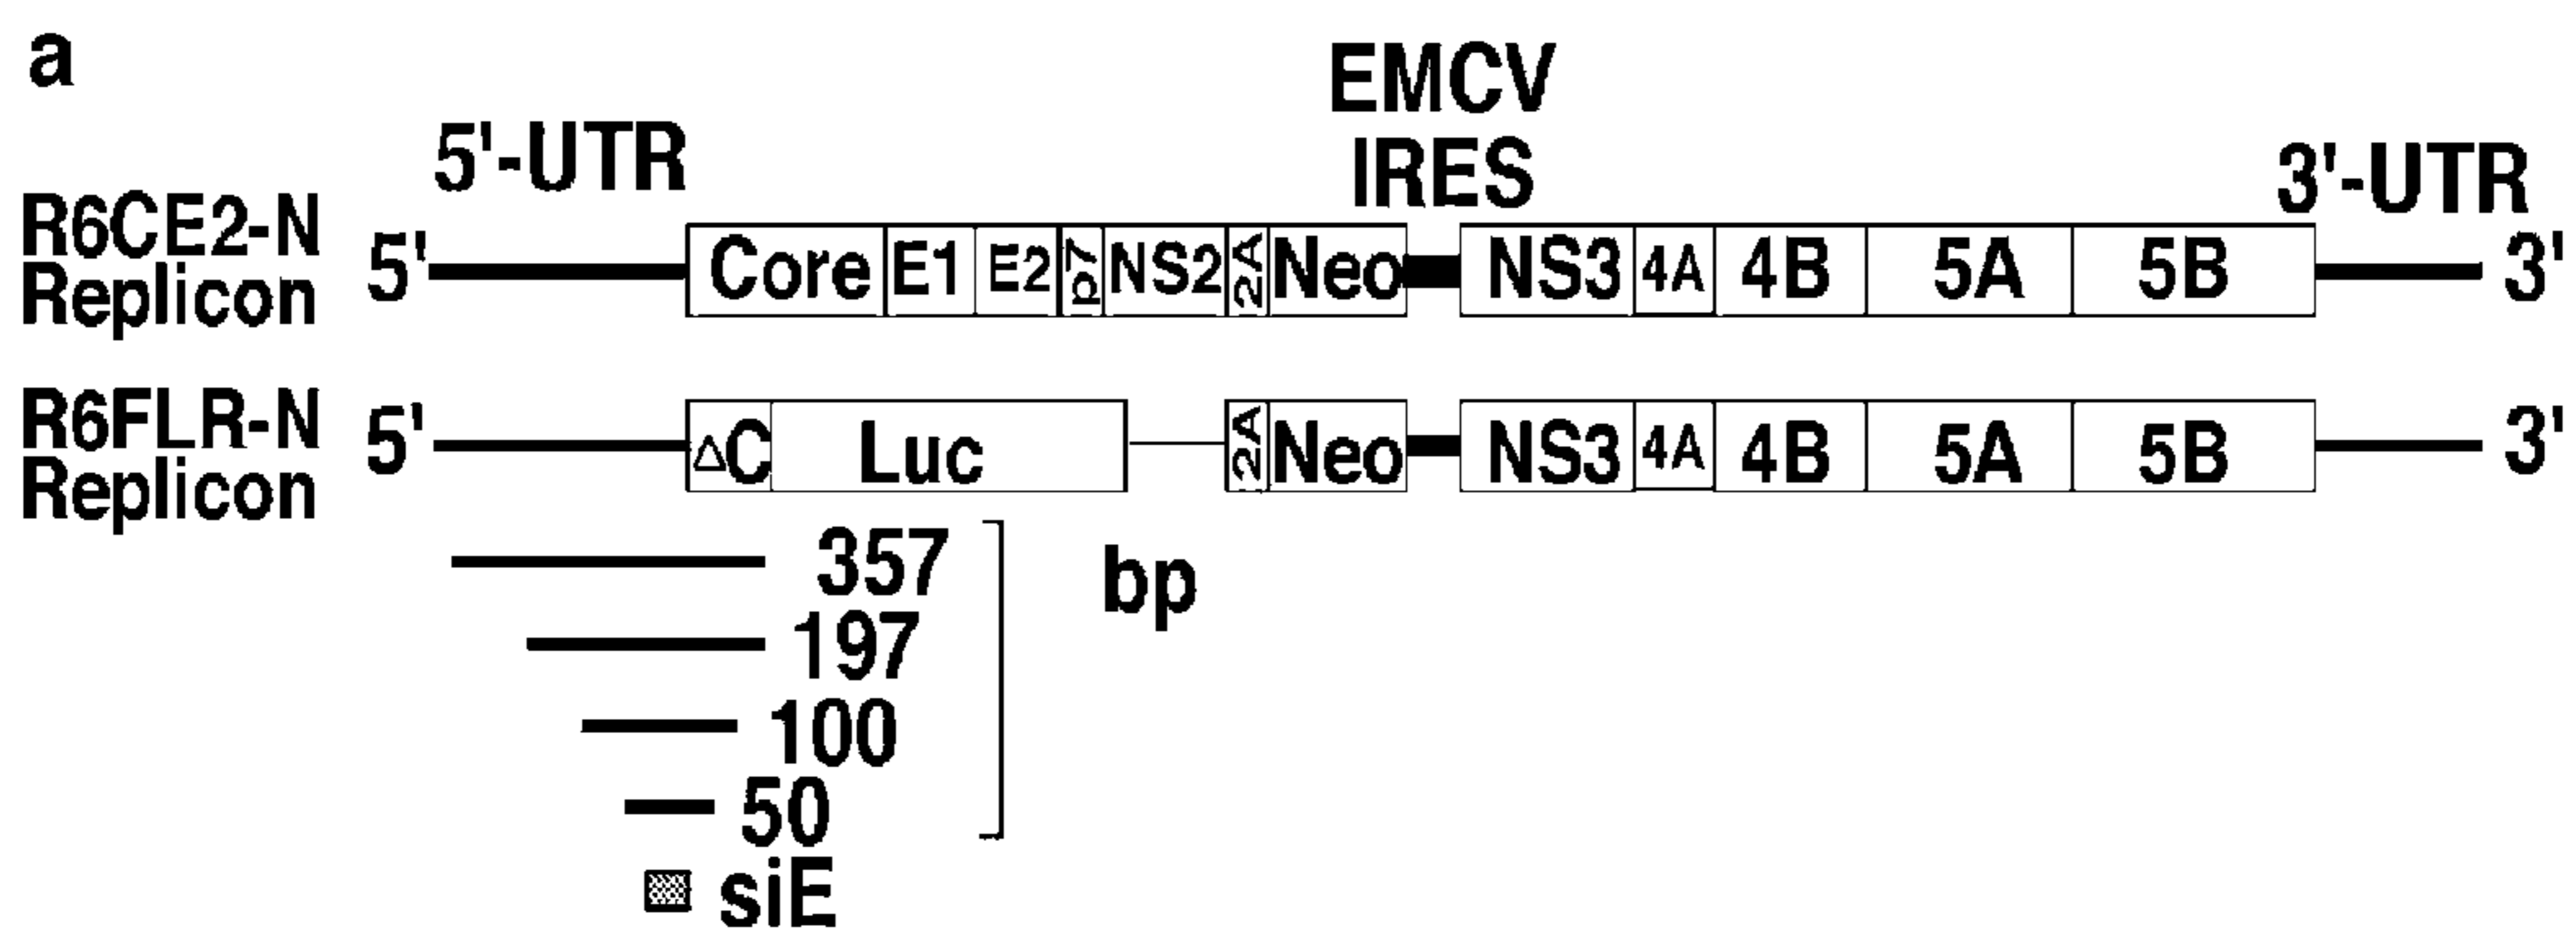 a
EMCV
IRES
5'-UTR
3'-UTR
R6CE2-N
Replicon
5' Core E1 E2 p7 NS2 2A Neo NS3 4A 4B 5A 5B 3'
R6FLR-N
Replicon
5' ΔC Luc 2A Neo NS3 4A 4B 5A 5B 3'
357
bp
197
100
50
siE